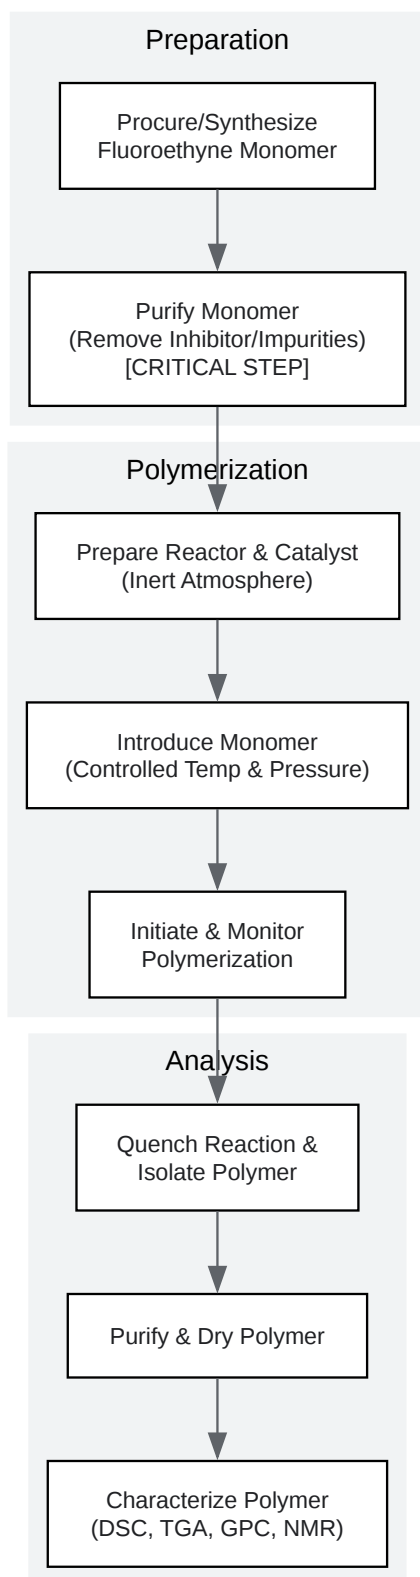 Preparation
Procure/Synthesize
Fluoroethyne Monomer
Purify Monomer
(Remove Inhibitor/Impurities)
[CRITICAL STEP]
Polymerization
Prepare Reactor & Catalyst
(Inert Atmosphere)
Introduce Monomer
(Controlled Temp & Pressure)
Initiate & Monitor
Polymerization
Analysis
Quench Reaction &
Isolate Polymer
Purify & Dry Polymer
Characterize Polymer
(DSC, TGA, GPC, NMR)